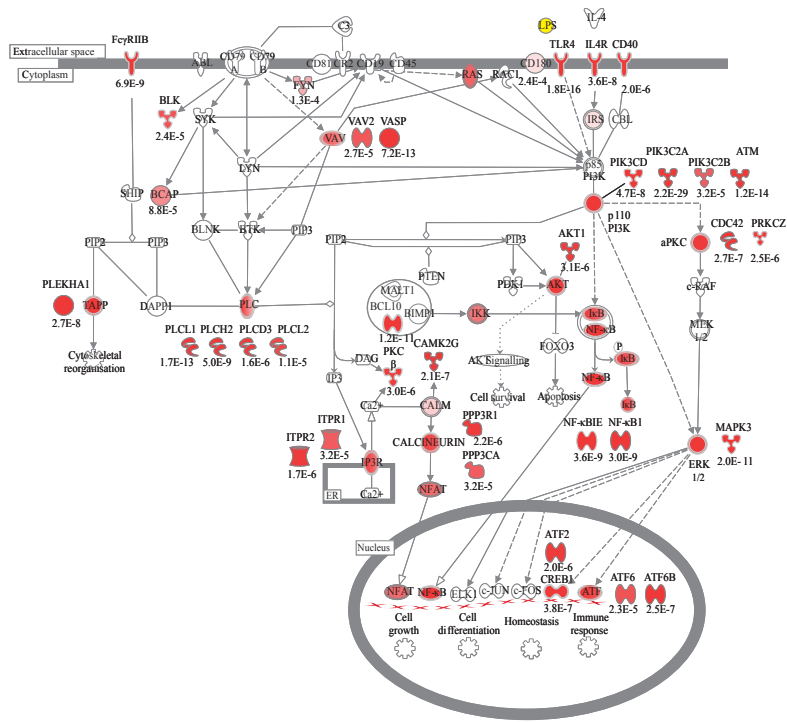 C3
LPS
IL-4
FcγRIIB
TLR4
IL4R
CD40
Extracellular space
Cytoplasm
ABL
CD79
A
CD79
B
CD81
CR2
CD19
CD45
RAS
RAC1
CD180
2.4E-4
1.8E-16
3.6E-8
2.0E-6
6.9E-9
FYN
1.3E-4
BLK
2.4E-5
SYK
VAV
VAV2
2.7E-5
VASP
7.2E-13
IRS
CBL
LYN
p85
PI3K
PIK3CD
4.7E-8
PIK3C2A
2.2E-29
PIK3C2B
3.2E-5
ATM
1.2E-14
SHIP
BCAP
8.8E-5
p110
PI3K
PIP2
PIP3
BLNK
BTK
PIP3
PIP2
PIP3
AKT1
3.1E-6
aPKC
CDC42
2.7E-7
PRKCZ
2.5E-6
PTEN
PDK1
AKT
c-RAF
PLEKHA1
2.7E-8
TAPP
DAPP1
PLC
MALT1
BCL10
1.2E-11
BIMP1
IKK
IκB
NF-κB
MEK
1/2
PLCL1
1.7E-13
PLCH2
5.0E-9
PLCD3
1.6E-6
PLCL2
1.1E-5
Cytoskeletal
reorganisation
DAG
PKC
β
3.0E-6
CAMK2G
2.1E-7
AK Signalling
FOXO3
P
IκB
IP3
NF-κB
IκB
Ca2+
CALM
Cell survival
Apoptosis
PPP3R1
2.2E-6
NF-κBIE
3.6E-9
NF-κB1
3.0E-9
MAPK3
2.0E-11
ITPR2
1.7E-6
ITPR1
3.2E-5
CALCINEURIN
PPP3CA
3.2E-5
IP3R
ERK
1/2
ER
Ca2+
NFAT
Nucleus
ATF2
2.0E-6
NFAT
NF-κB
ELK1
c-JUN
c-FOS
CREB1
3.8E-7
ATF
ATF6
2.3E-5
ATF6B
2.5E-7
Cell
growth
Cell
differentiation
Homeostasis
Immune
response